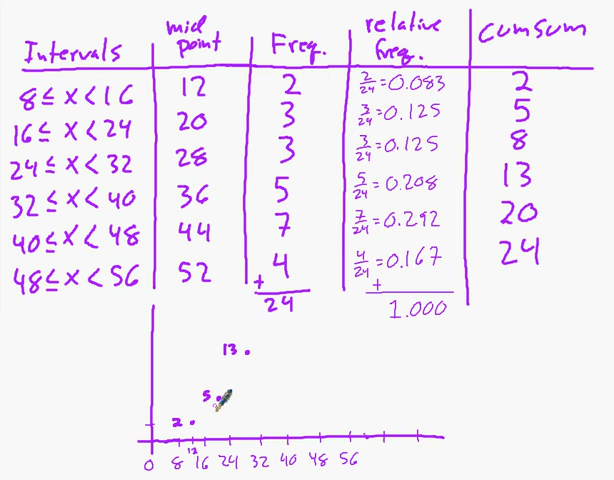 Intervals mid point Freq. relative freq. cumsum
8 ≤ x < 16 12 2 2/24 = 0.083 2
16 ≤ x < 24 20 3 3/24 = 0.125 5
24 ≤ x < 32 28 3 3/24 = 0.125 8
32 ≤ x < 40 36 5 5/24 = 0.208 13
40 ≤ x < 48 44 7 7/24 = 0.292 20
48 ≤ x < 56 52 4 4/24 = 0.167 24
+ +
24 1.000
13
5
2
12
0 8 16 24 32 40 48 56